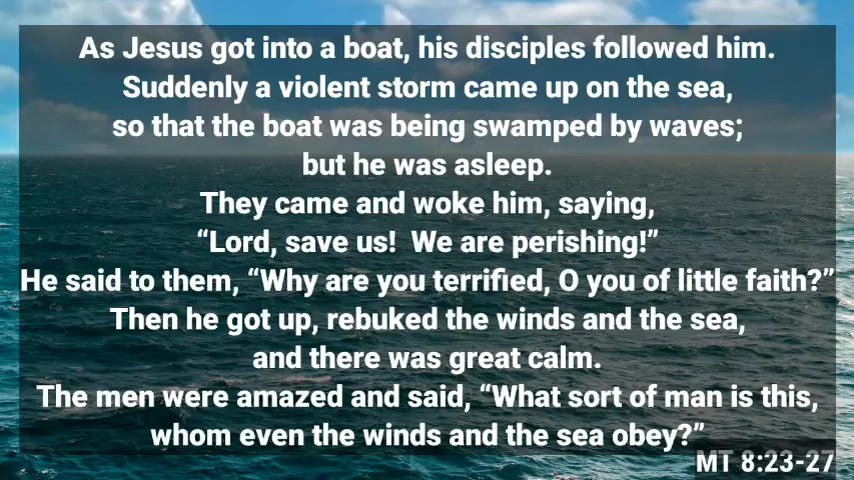 As Jesus got into a boat, his disciples followed him.
Suddenly a violent storm came up on the sea,
so that the boat was being swamped by waves;
but he was asleep.
They came and woke him, saying,
“Lord, save us!  We are perishing!”
He said to them, “Why are you terrified, O you of little faith?”
Then he got up, rebuked the winds and the sea,
and there was great calm.
The men were amazed and said, “What sort of man is this,
whom even the winds and the sea obey?”
MT 8:23-27